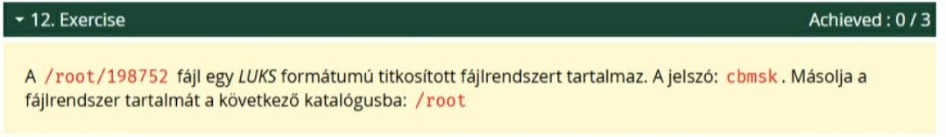 12. Exercise Achieved : 0 / 3
A /root/198752 fájl egy LUKS formátumú titkosított fájlrendszert tartalmaz. A jelszó: cbmsk. Másolja a
fájlrendszer tartalmát a következő katalógusba: /root